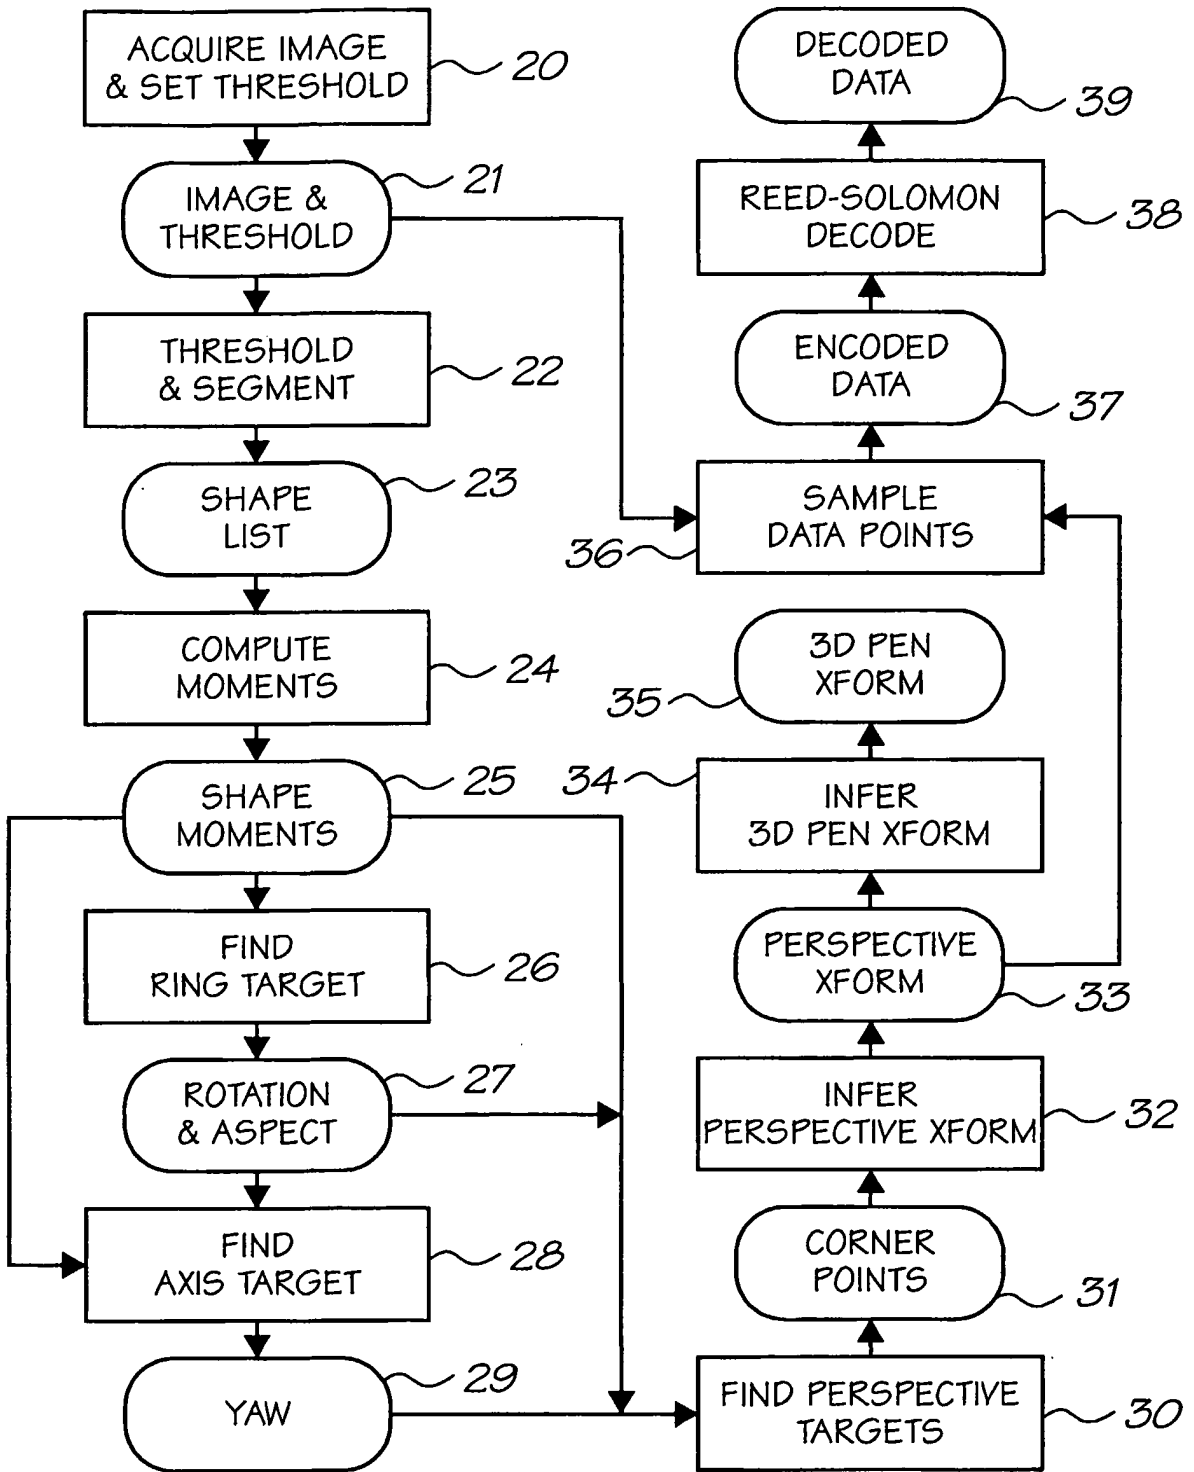 ACQUIRE IMAGE
& SET THRESHOLD
20
IMAGE &
THRESHOLD
21
THRESHOLD
& SEGMENT
22
SHAPE
LIST
23
COMPUTE
MOMENTS
24
SHAPE
MOMENTS
25
FIND
RING TARGET
26
ROTATION
& ASPECT
27
FIND
AXIS TARGET
28
YAW
29
DECODED
DATA
39
REED-SOLOMON
DECODE
38
ENCODED
DATA
37
SAMPLE
DATA POINTS
36
3D PEN
XFORM
35
INFER
3D PEN XFORM
34
PERSPECTIVE
XFORM
33
INFER
PERSPECTIVE XFORM
32
CORNER
POINTS
31
FIND PERSPECTIVE
TARGETS
30